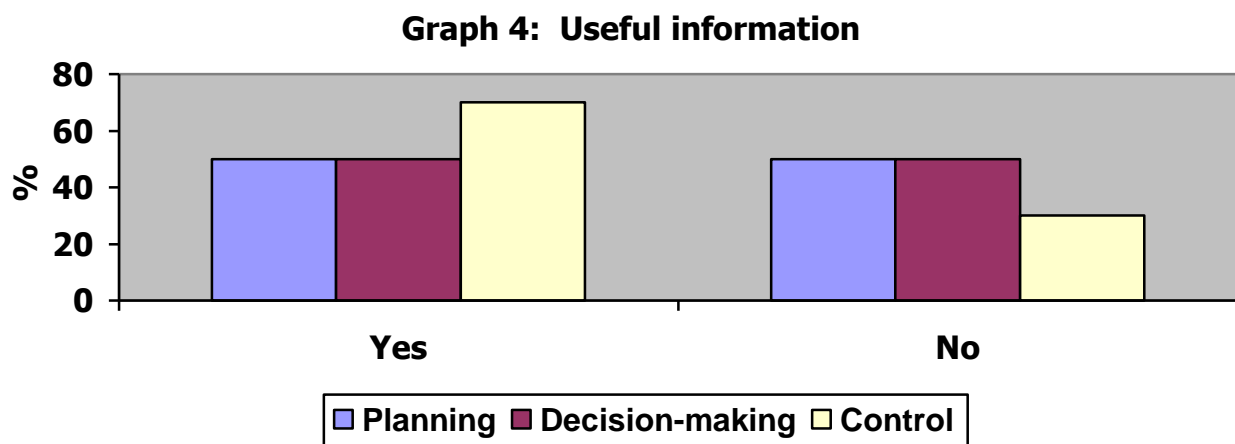 Graph 4: Useful information
80
60
40
20
0
%
Yes No
Planning Decision-making Control